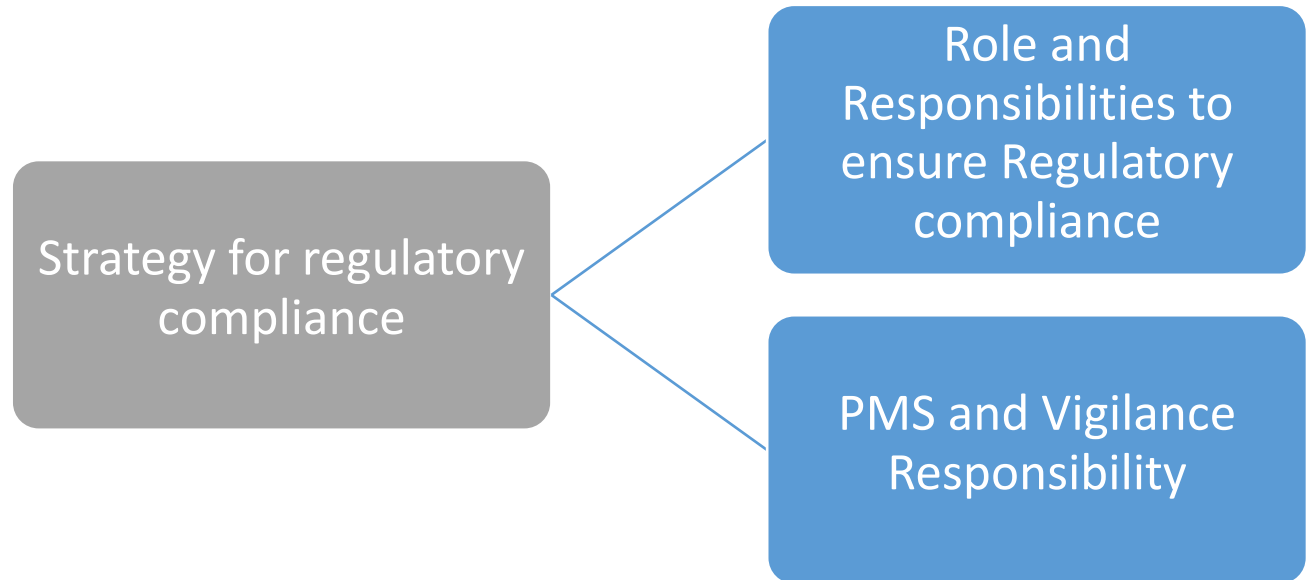 Strategy for regulatory
compliance
Role and
Responsibilities to
ensure Regulatory
compliance
PMS and Vigilance
Responsibility